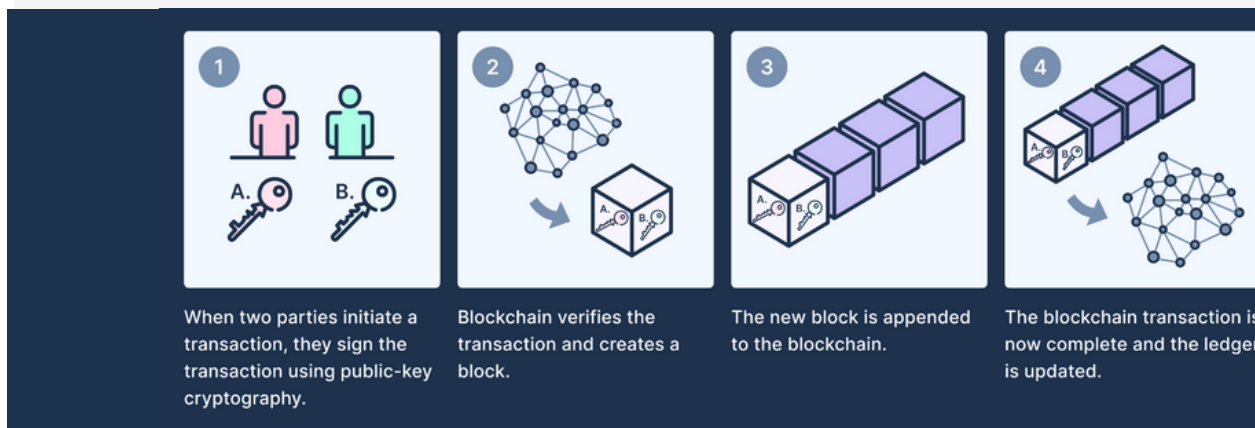 1
A.
B.
When two parties initiate a
transaction, they sign the
transaction using public-key
cryptography.
2
A.
B.
Blockchain verifies the
transaction and creates a
block.
3
A.
B.
The new block is appended
to the blockchain.
4
A.
B.
The blockchain transaction is
now complete and the ledger
is updated.